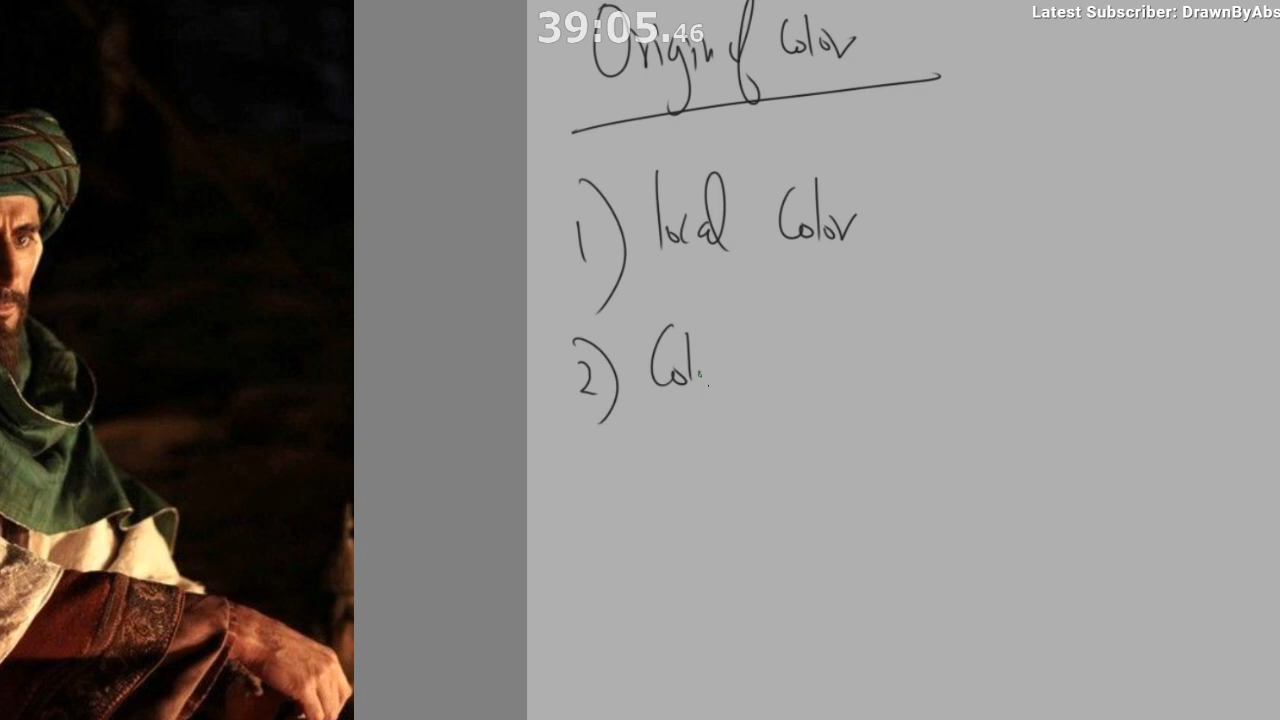 39:05.46
Latest Subscriber: DrawnByAbs
Origin of Color
1) local Color
2) Col